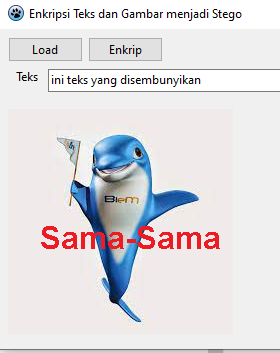 Enkripsi Teks dan Gambar menjadi Stego
Load
Enkrip
Teks
ini teks yang disembunyikan
BleM
Sama-Sama